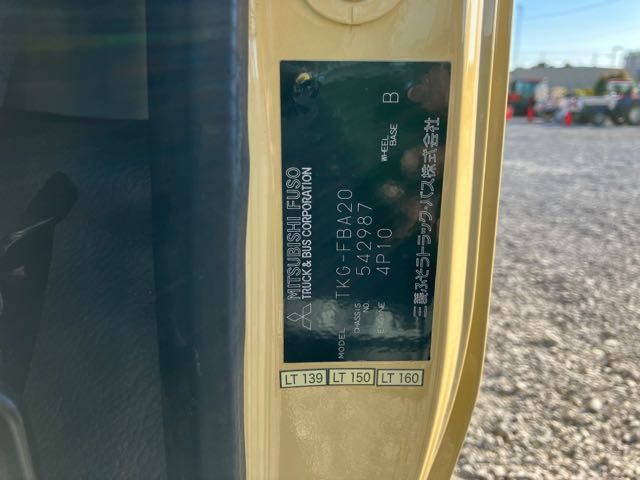 MITSUBISHI FUSO
TRUCK & BUS CORPORATION
MODEL TKG-FBA20
CHASSIS NO. 542987
ENGINE 4P10 WHEEL BASE B
三菱ふそうトラック・バス株式会社
LT 139 LT 150 LT 160